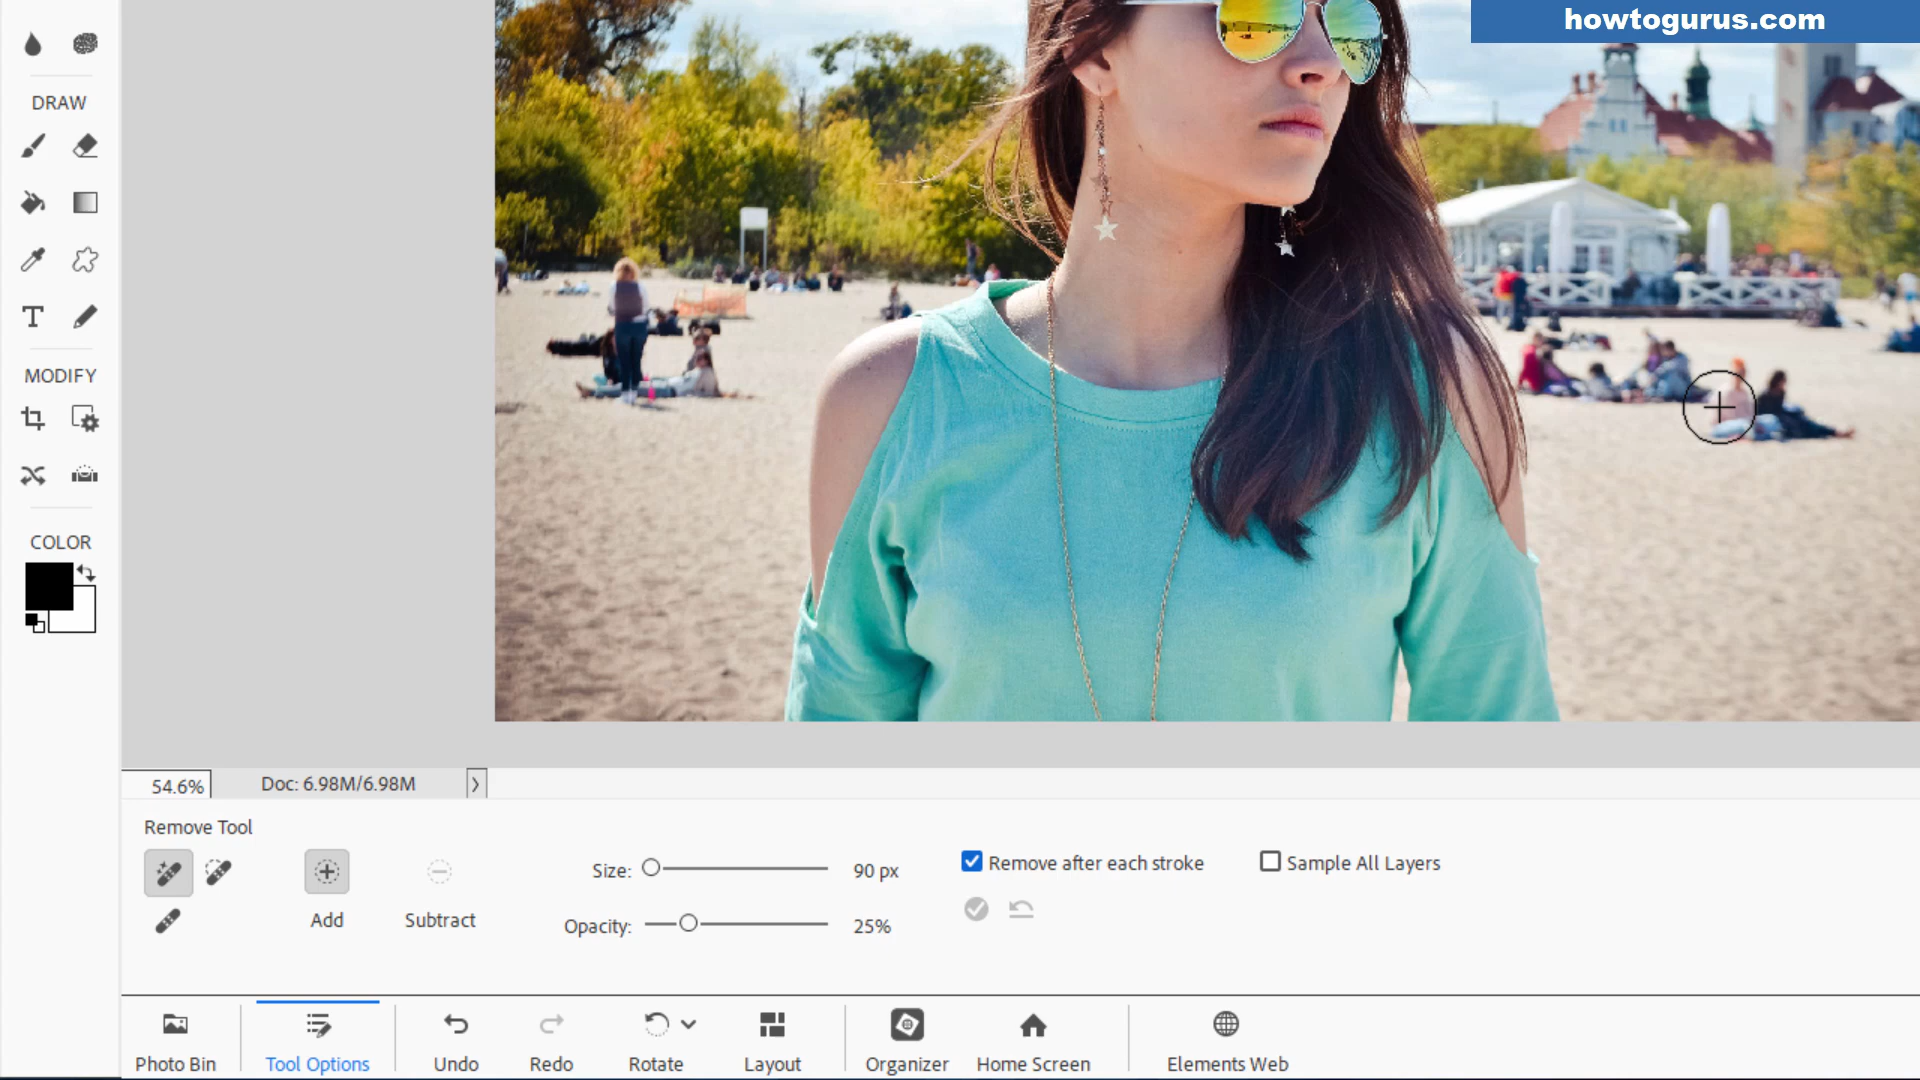 howtogurus.com
DRAW
MODIFY
COLOR
54.6% Doc: 6.98M/6.98M
Remove Tool
Add Subtract
Size: 90 px
Opacity: 25%
Remove after each stroke
Sample All Layers
Photo Bin Tool Options Undo Redo Rotate Layout Organizer Home Screen Elements Web